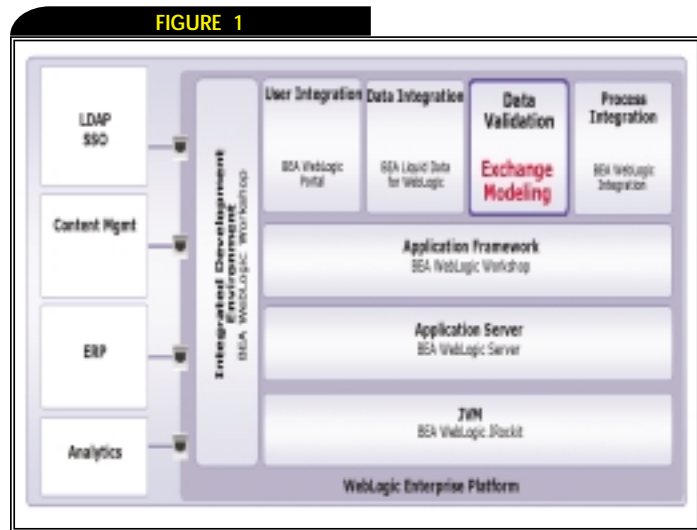 FIGURE 1
LDAP
SSO
Content Mgmt
ERP
Analytics
Integrated Development
Environment
BEA WebLogic Workshop
User Integration
BEA WebLogic
Portal
Data Integration
BEA Liquid Data
for WebLogic
Data
Validation
Exchange
Modeling
Process
Integration
BEA WebLogic
Integration
Application Framework
BEA WebLogic Workshop
Application Server
BEA WebLogic Server
JVM
BEA WebLogic JRockit
WebLogic Enterprise Platform